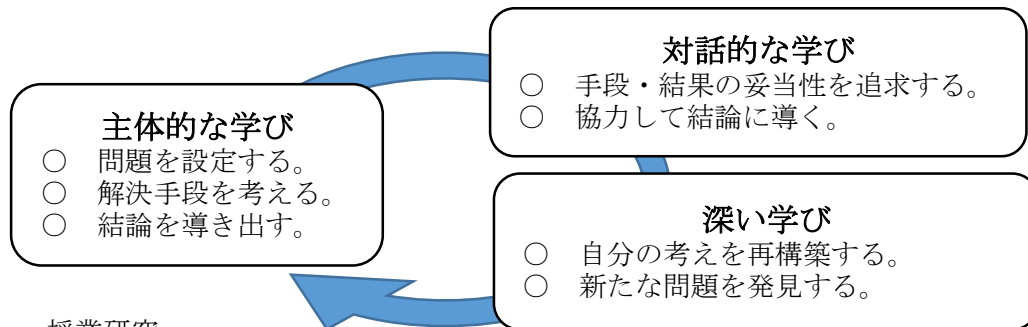 対話的な学び
○ 手段・結果の妥当性を追求する。
○ 協力して結論に導く。
主体的な学び
○ 問題を設定する。
○ 解決手段を考える。
○ 結論を導き出す。
深い学び
○ 自分の考えを再構築する。
○ 新たな問題を発見する。
授業研究